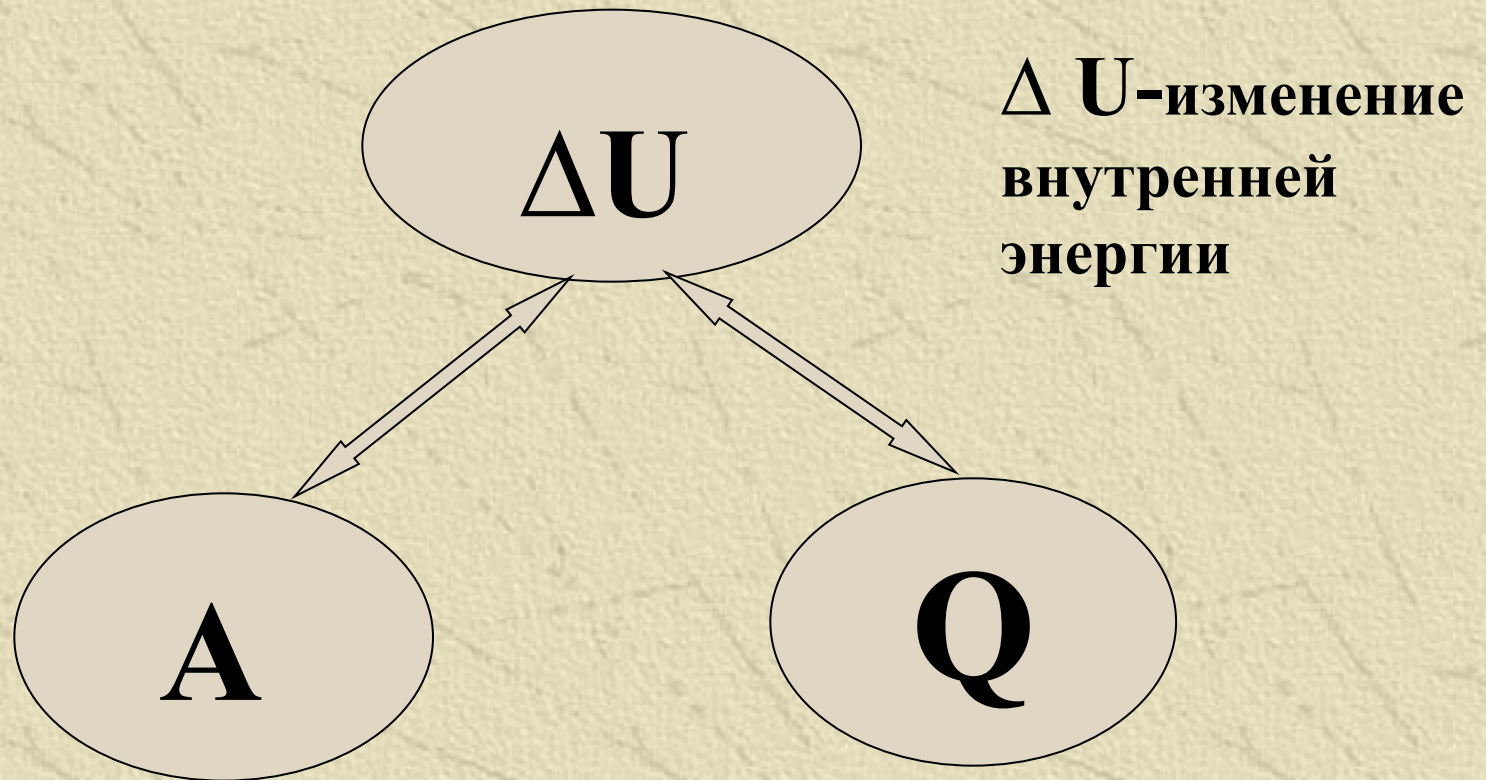 ΔU
Δ U-изменение
внутренней
энергии
A
Q